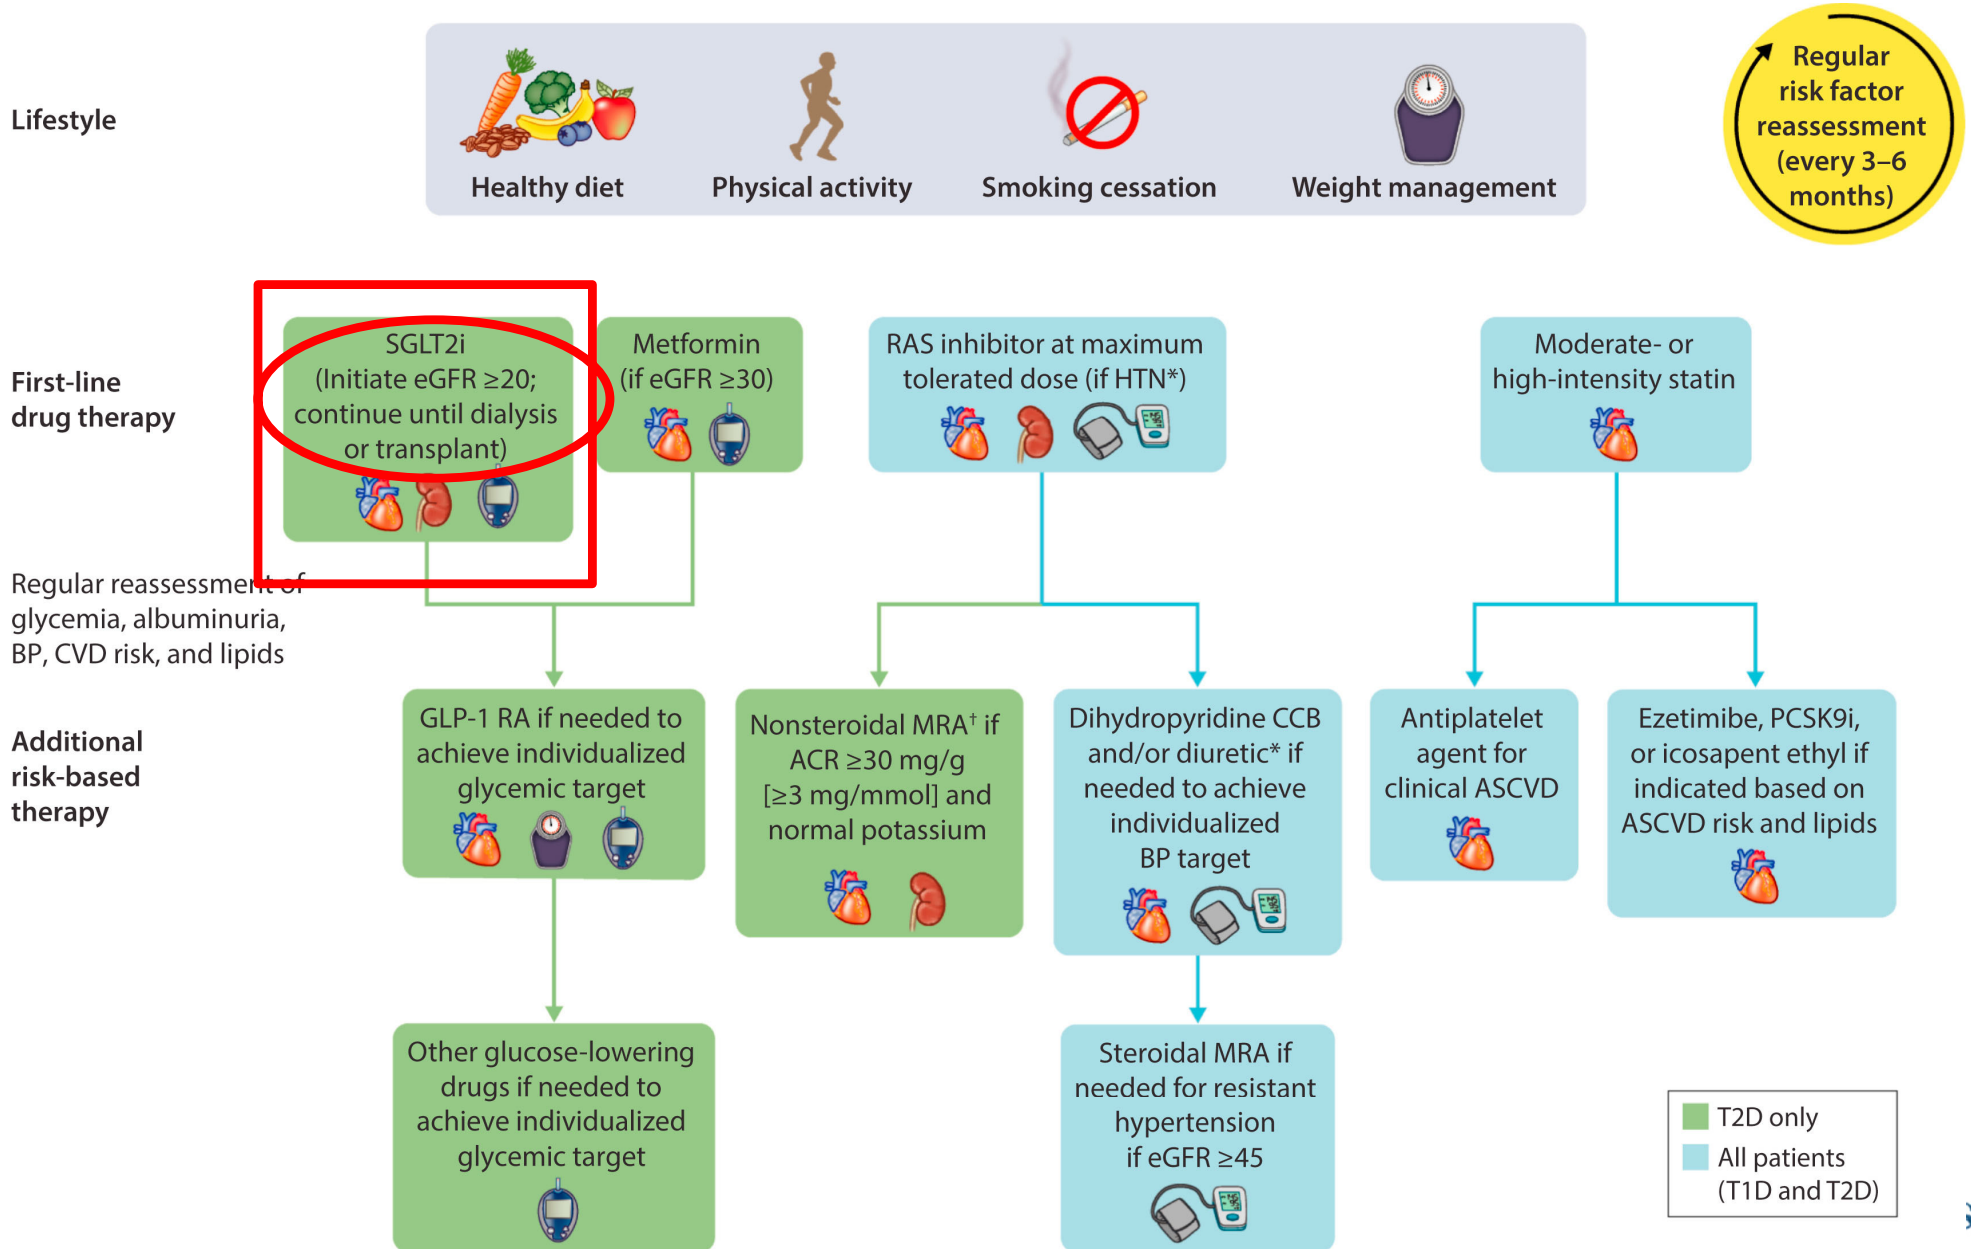 Lifestyle
Healthy diet
Physical activity
Smoking cessation
Weight management
Regular
risk factor
reassessment
(every 3–6
months)
First-line
drug therapy
SGLT2i
(Initiate eGFR ≥20;
continue until dialysis
or transplant)
Metformin
(if eGFR ≥30)
RAS inhibitor at maximum
tolerated dose (if HTN*)
Moderate- or
high-intensity statin
Regular reassessment of
glycemia, albuminuria,
BP, CVD risk, and lipids
Additional
risk-based
therapy
GLP-1 RA if needed to
achieve individualized
glycemic target
Nonsteroidal MRA† if
ACR ≥30 mg/g
[≥3 mg/mmol] and
normal potassium
Dihydropyridine CCB
and/or diuretic* if
needed to achieve
individualized
BP target
Antiplatelet
agent for
clinical ASCVD
Ezetimibe, PCSK9i,
or icosapent ethyl if
indicated based on
ASCVD risk and lipids
Other glucose-lowering
drugs if needed to
achieve individualized
glycemic target
Steroidal MRA if
needed for resistant
hypertension
if eGFR ≥45
T2D only
All patients
(T1D and T2D)